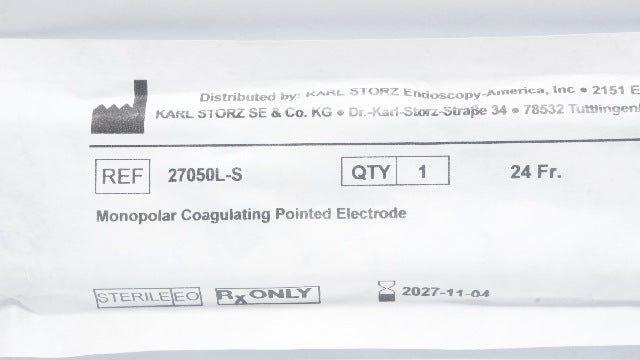 Distributed by: KARL STORZ Endoscopy-America, Inc • 2151 E
KARL STORZ SE & Co. KG • Dr.-Karl-Storz-Straße 34 • 78532 Tuttlingen
REF 27050L-S QTY 1 24 Fr.
Monopolar Coagulating Pointed Electrode
STERILE EO Rx ONLY 2027-11-04